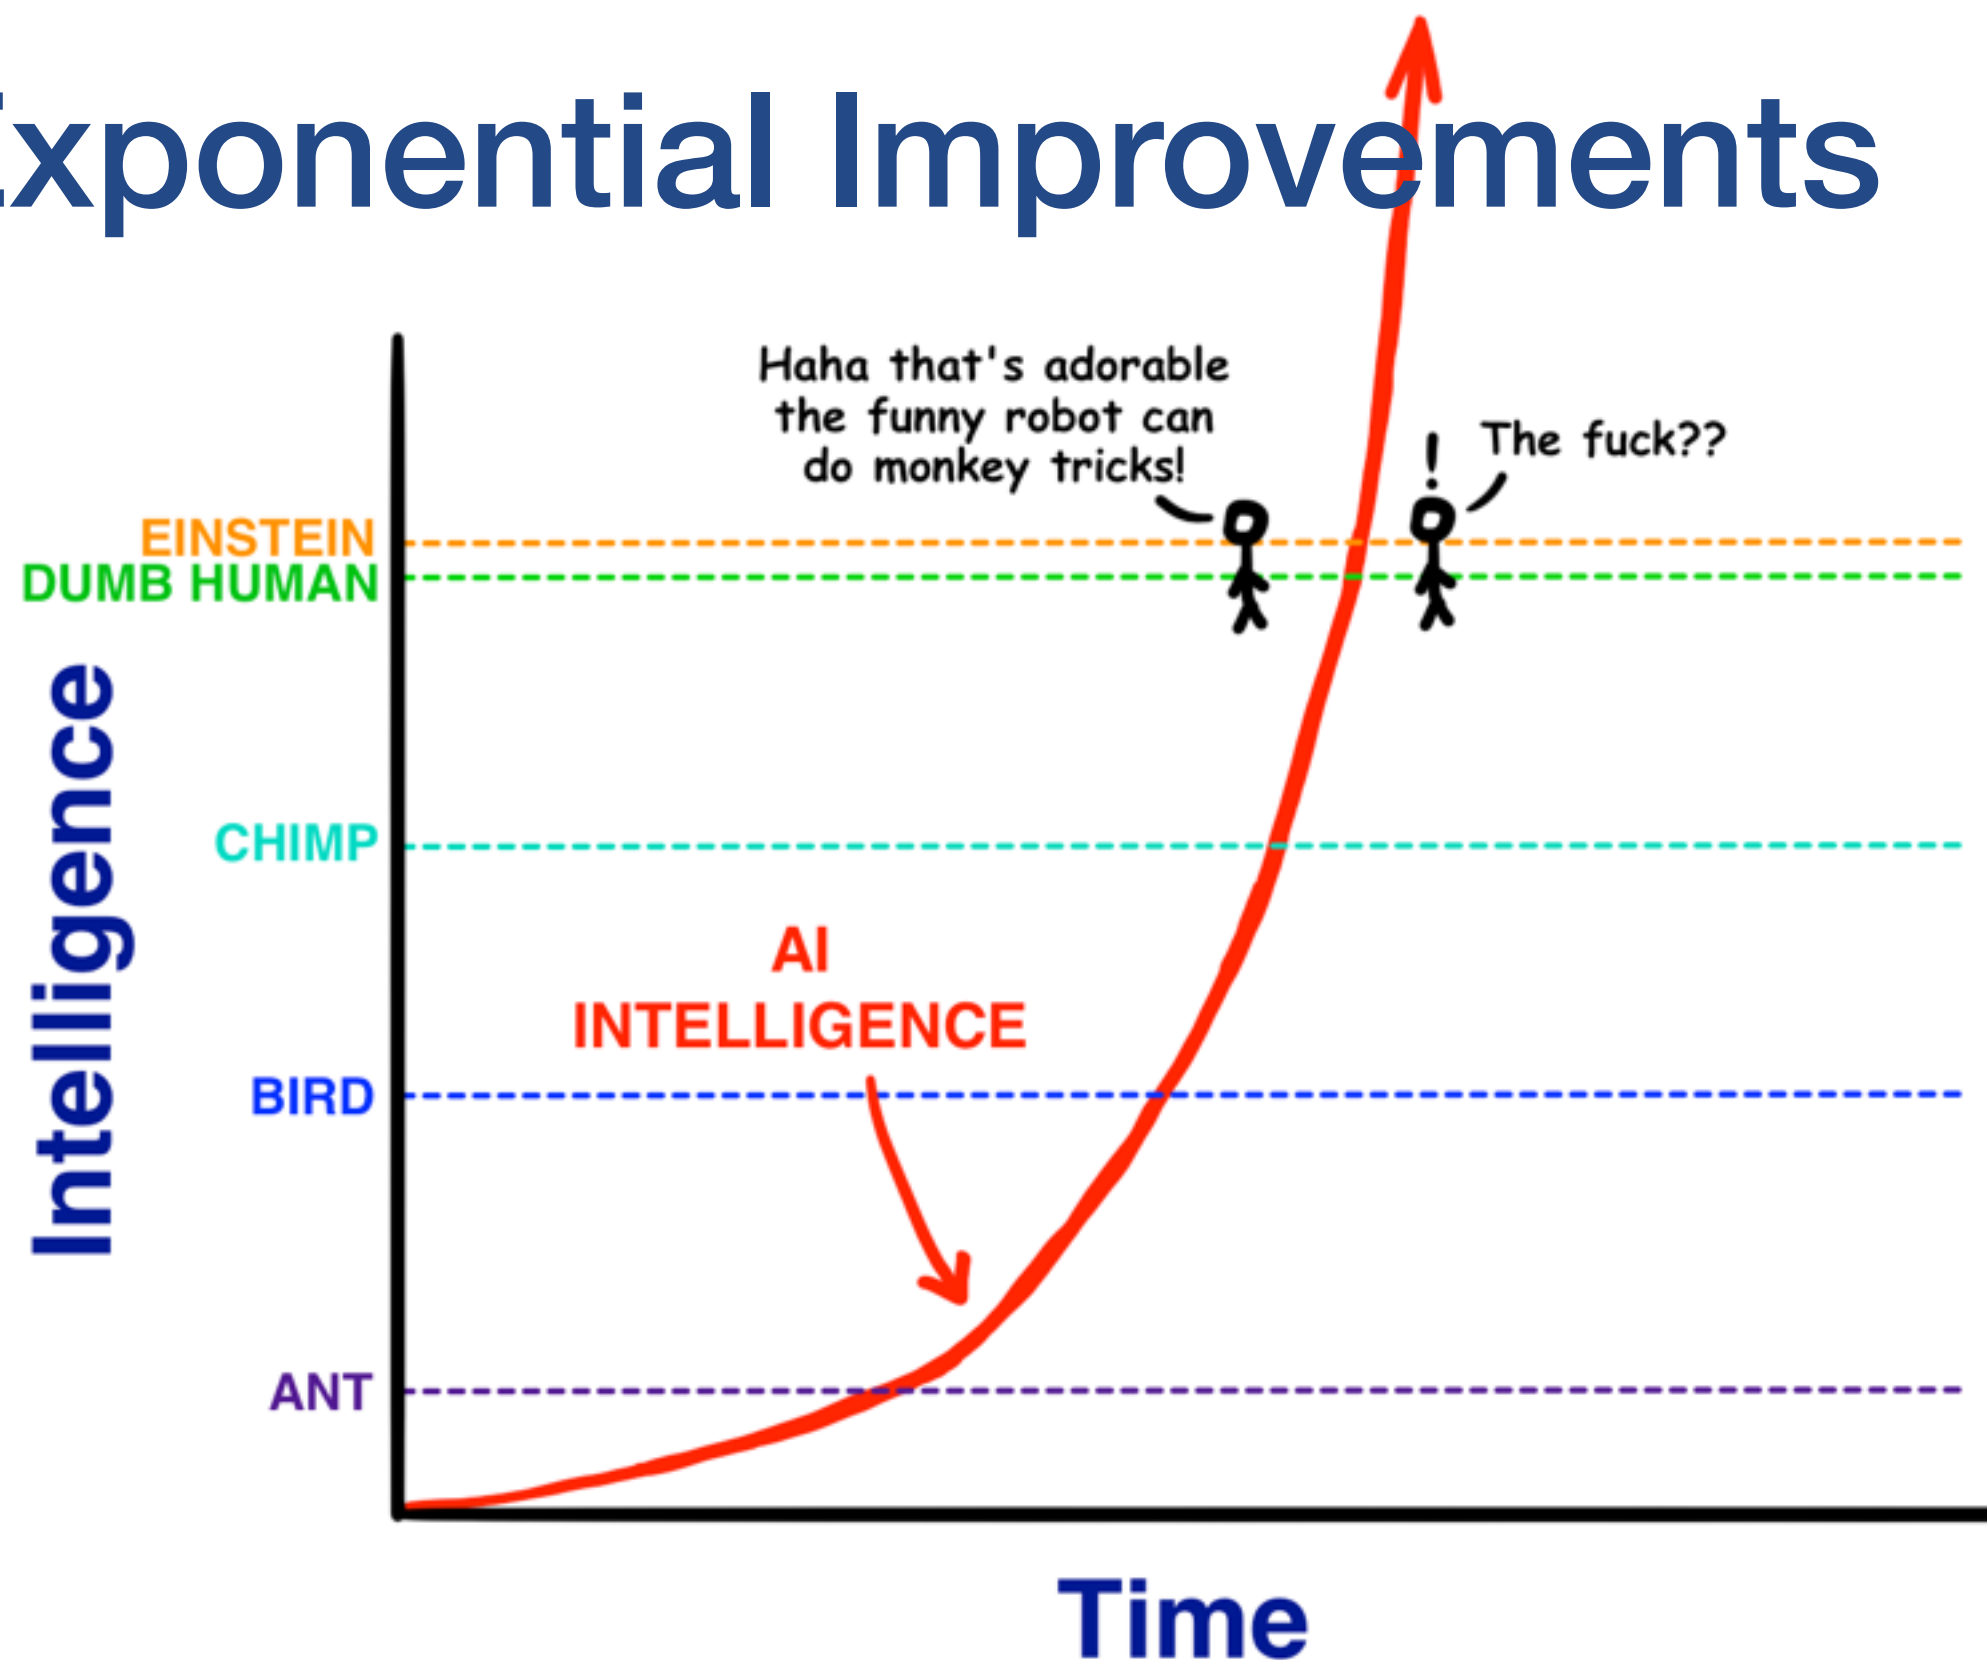 xponential Improvements
Haha that's adorable
the funny robot can
do monkey tricks!
The fuck??
!
EINSTEIN
DUMB HUMAN
CHIMP
AI
INTELLIGENCE
BIRD
ANT
Intelligence
Time